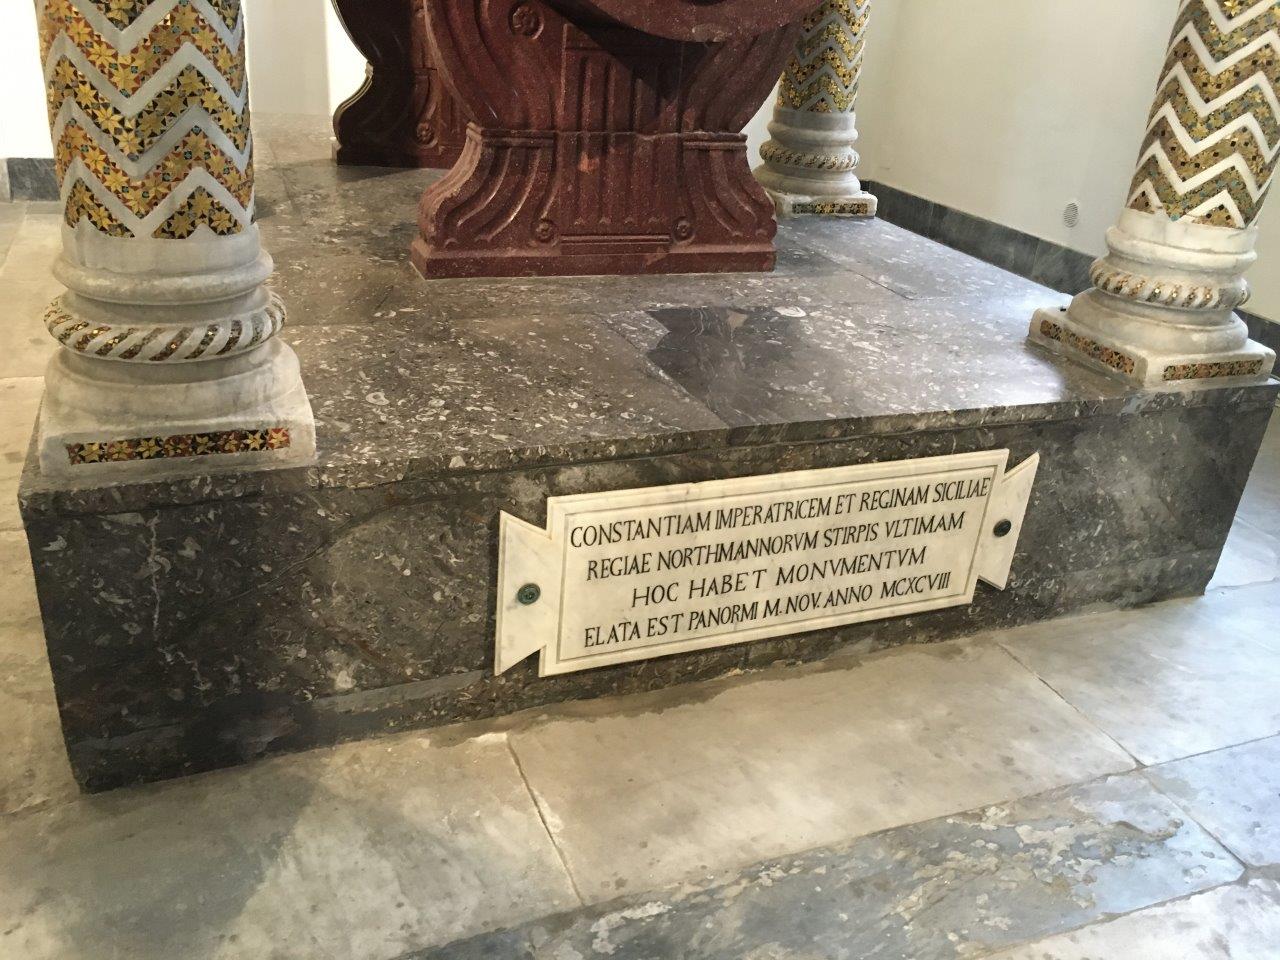 CONSTANTIAM IMPERATRICEM ET REGINAM SICILIAE
REGIAE NORTHMANNORVM STIRPIS VLTIMAM
HOC HABET MONVMENTVM
ELATA EST PANORMI M. NOV. ANNO MCXCVIII